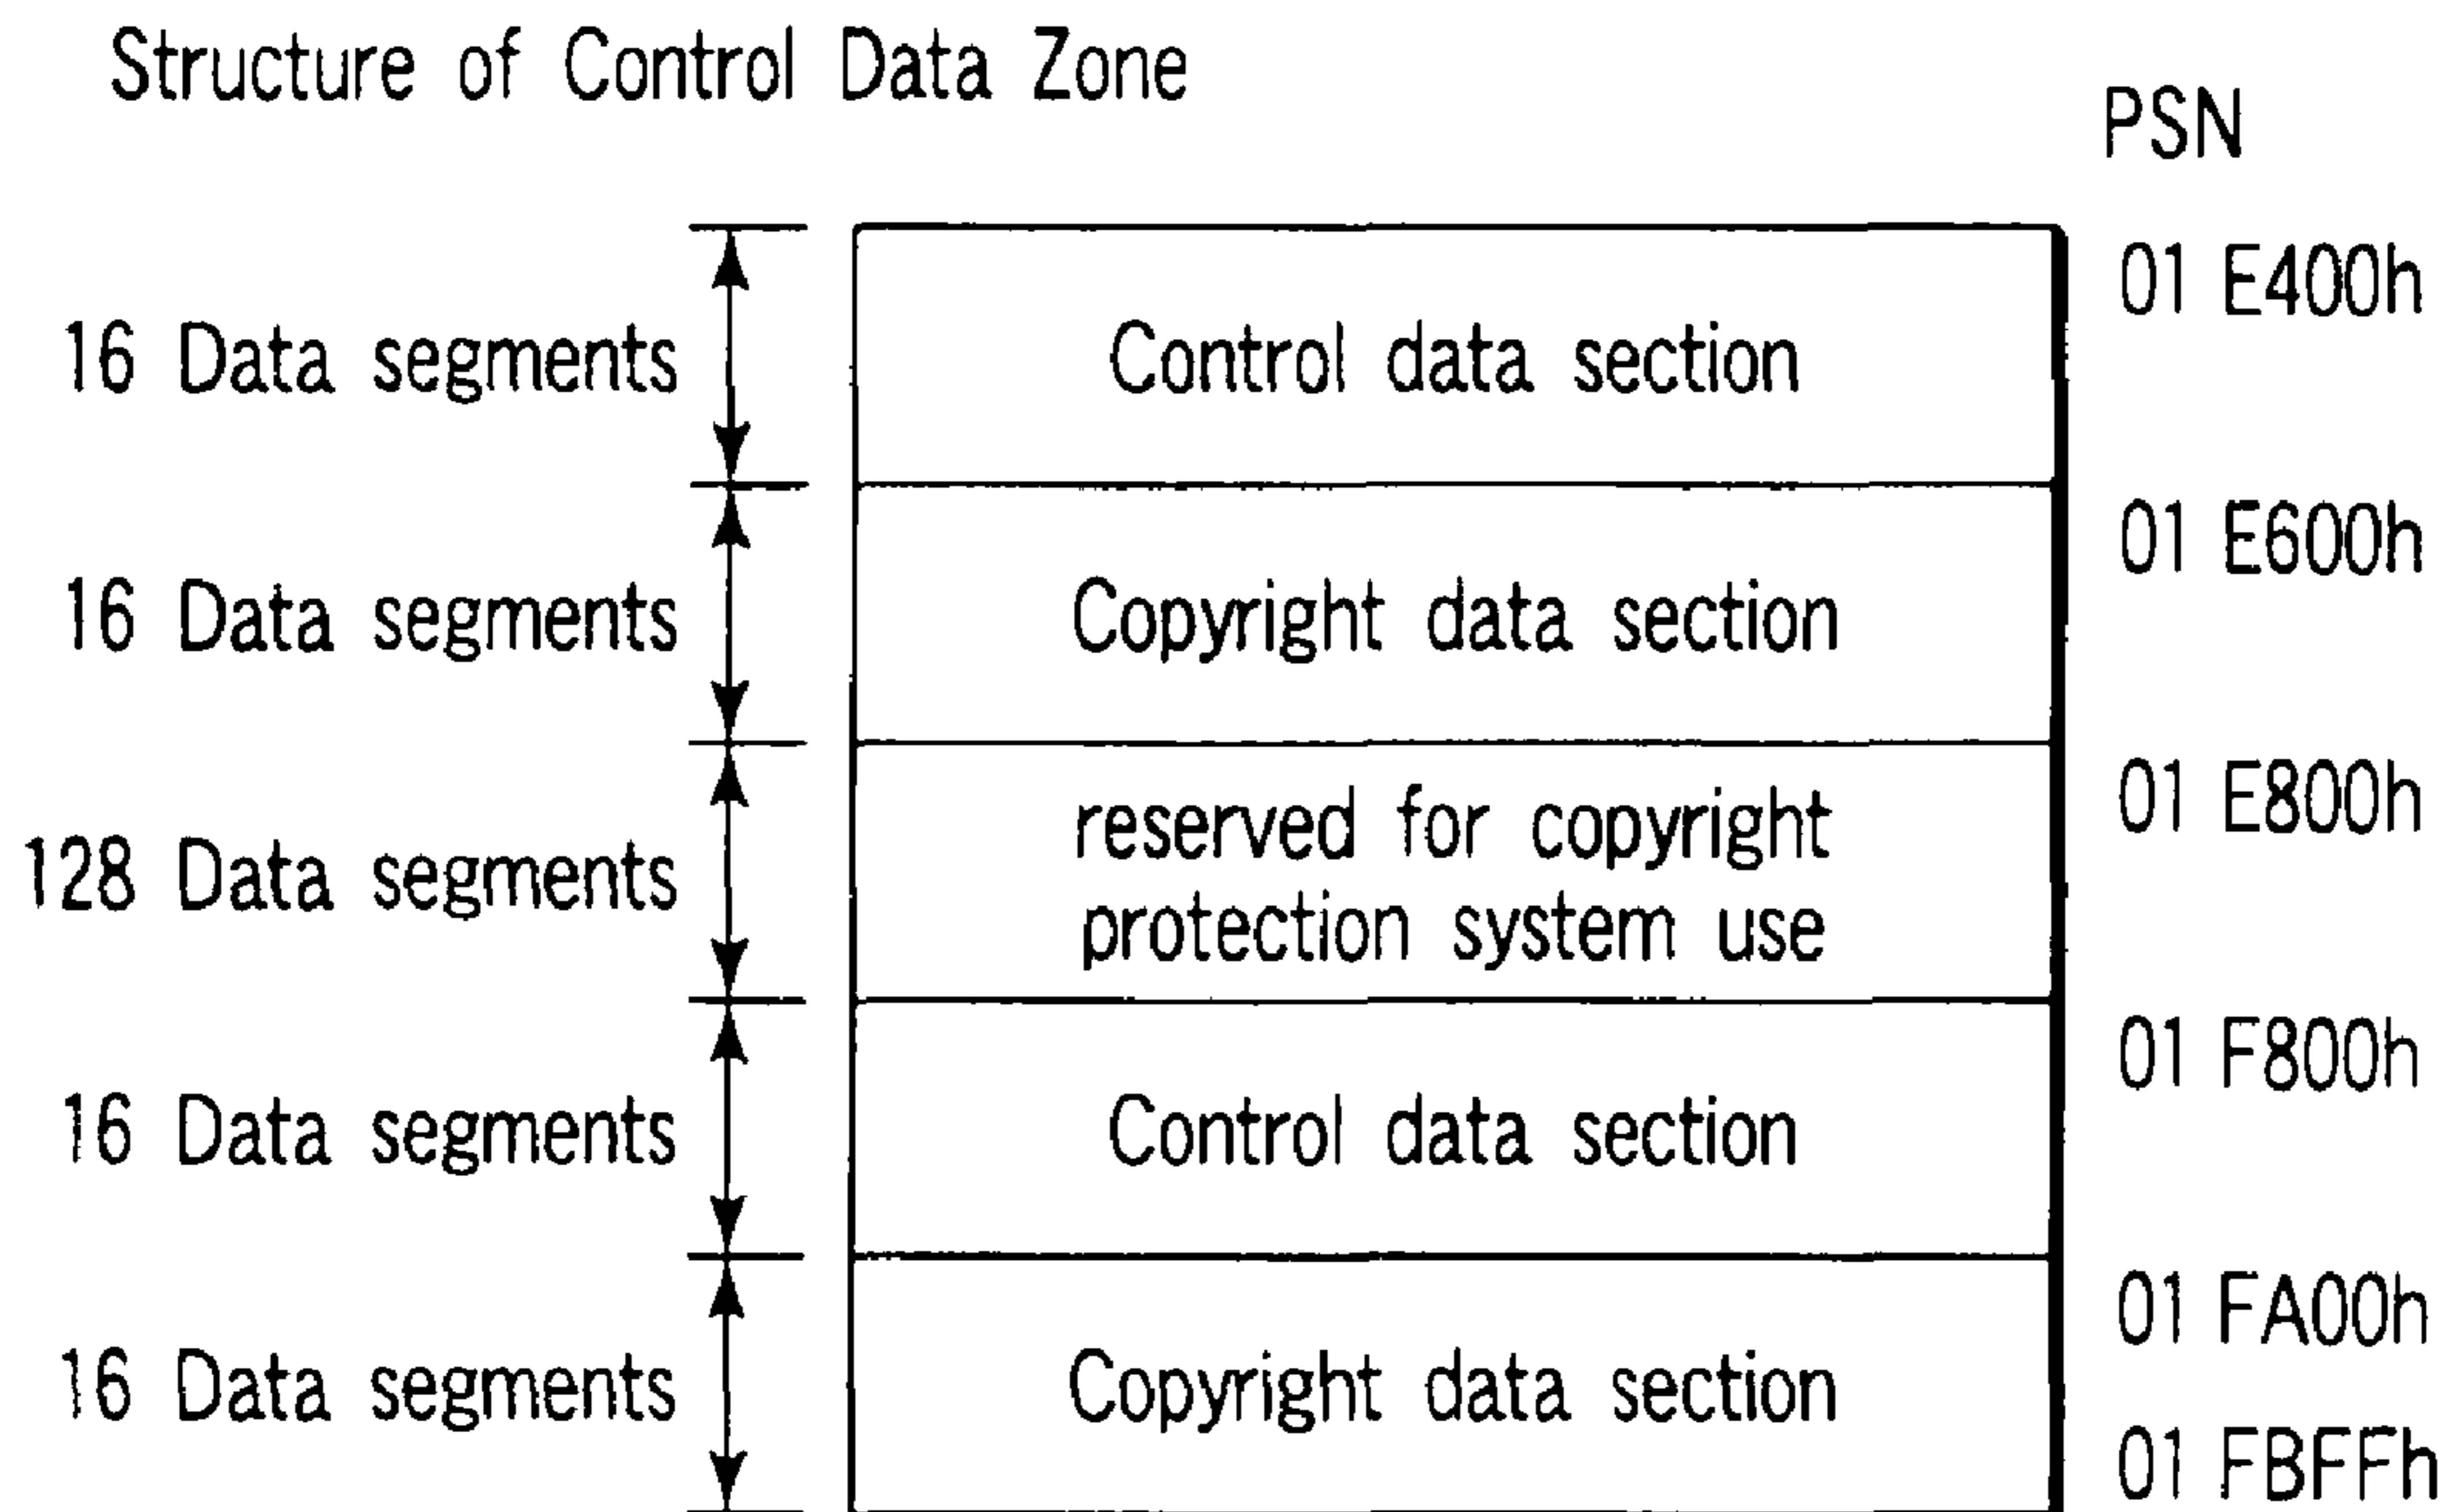 Structure of Control Data Zone
PSN
01 E400h
16 Data segments
Control data section
01 E600h
16 Data segments
Copyright data section
01 E800h
128 Data segments
reserved for copyright
protection system use
01 F800h
16 Data segments
Control data section
01 FA00h
16 Data segments
Copyright data section
01 FBFFh